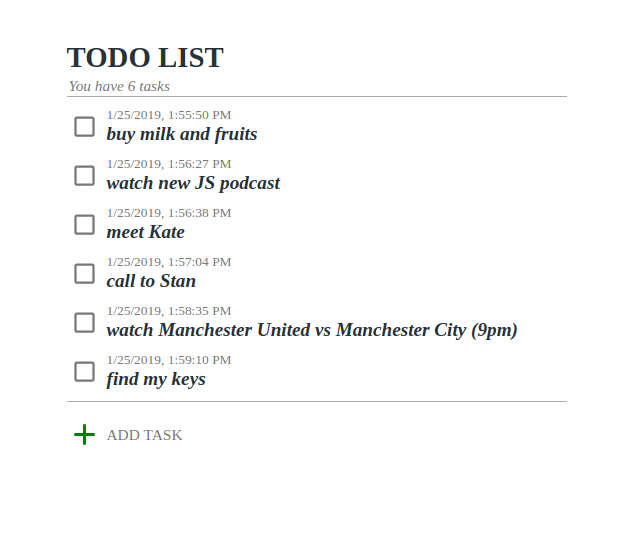 TODO LIST
You have 6 tasks
1/25/2019, 1:55:50 PM
buy milk and fruits
1/25/2019, 1:56:27 PM
watch new JS podcast
1/25/2019, 1:56:38 PM
meet Kate
1/25/2019, 1:57:04 PM
call to Stan
1/25/2019, 1:58:35 PM
watch Manchester United vs Manchester City (9pm)
1/25/2019, 1:59:10 PM
find my keys
ADD TASK